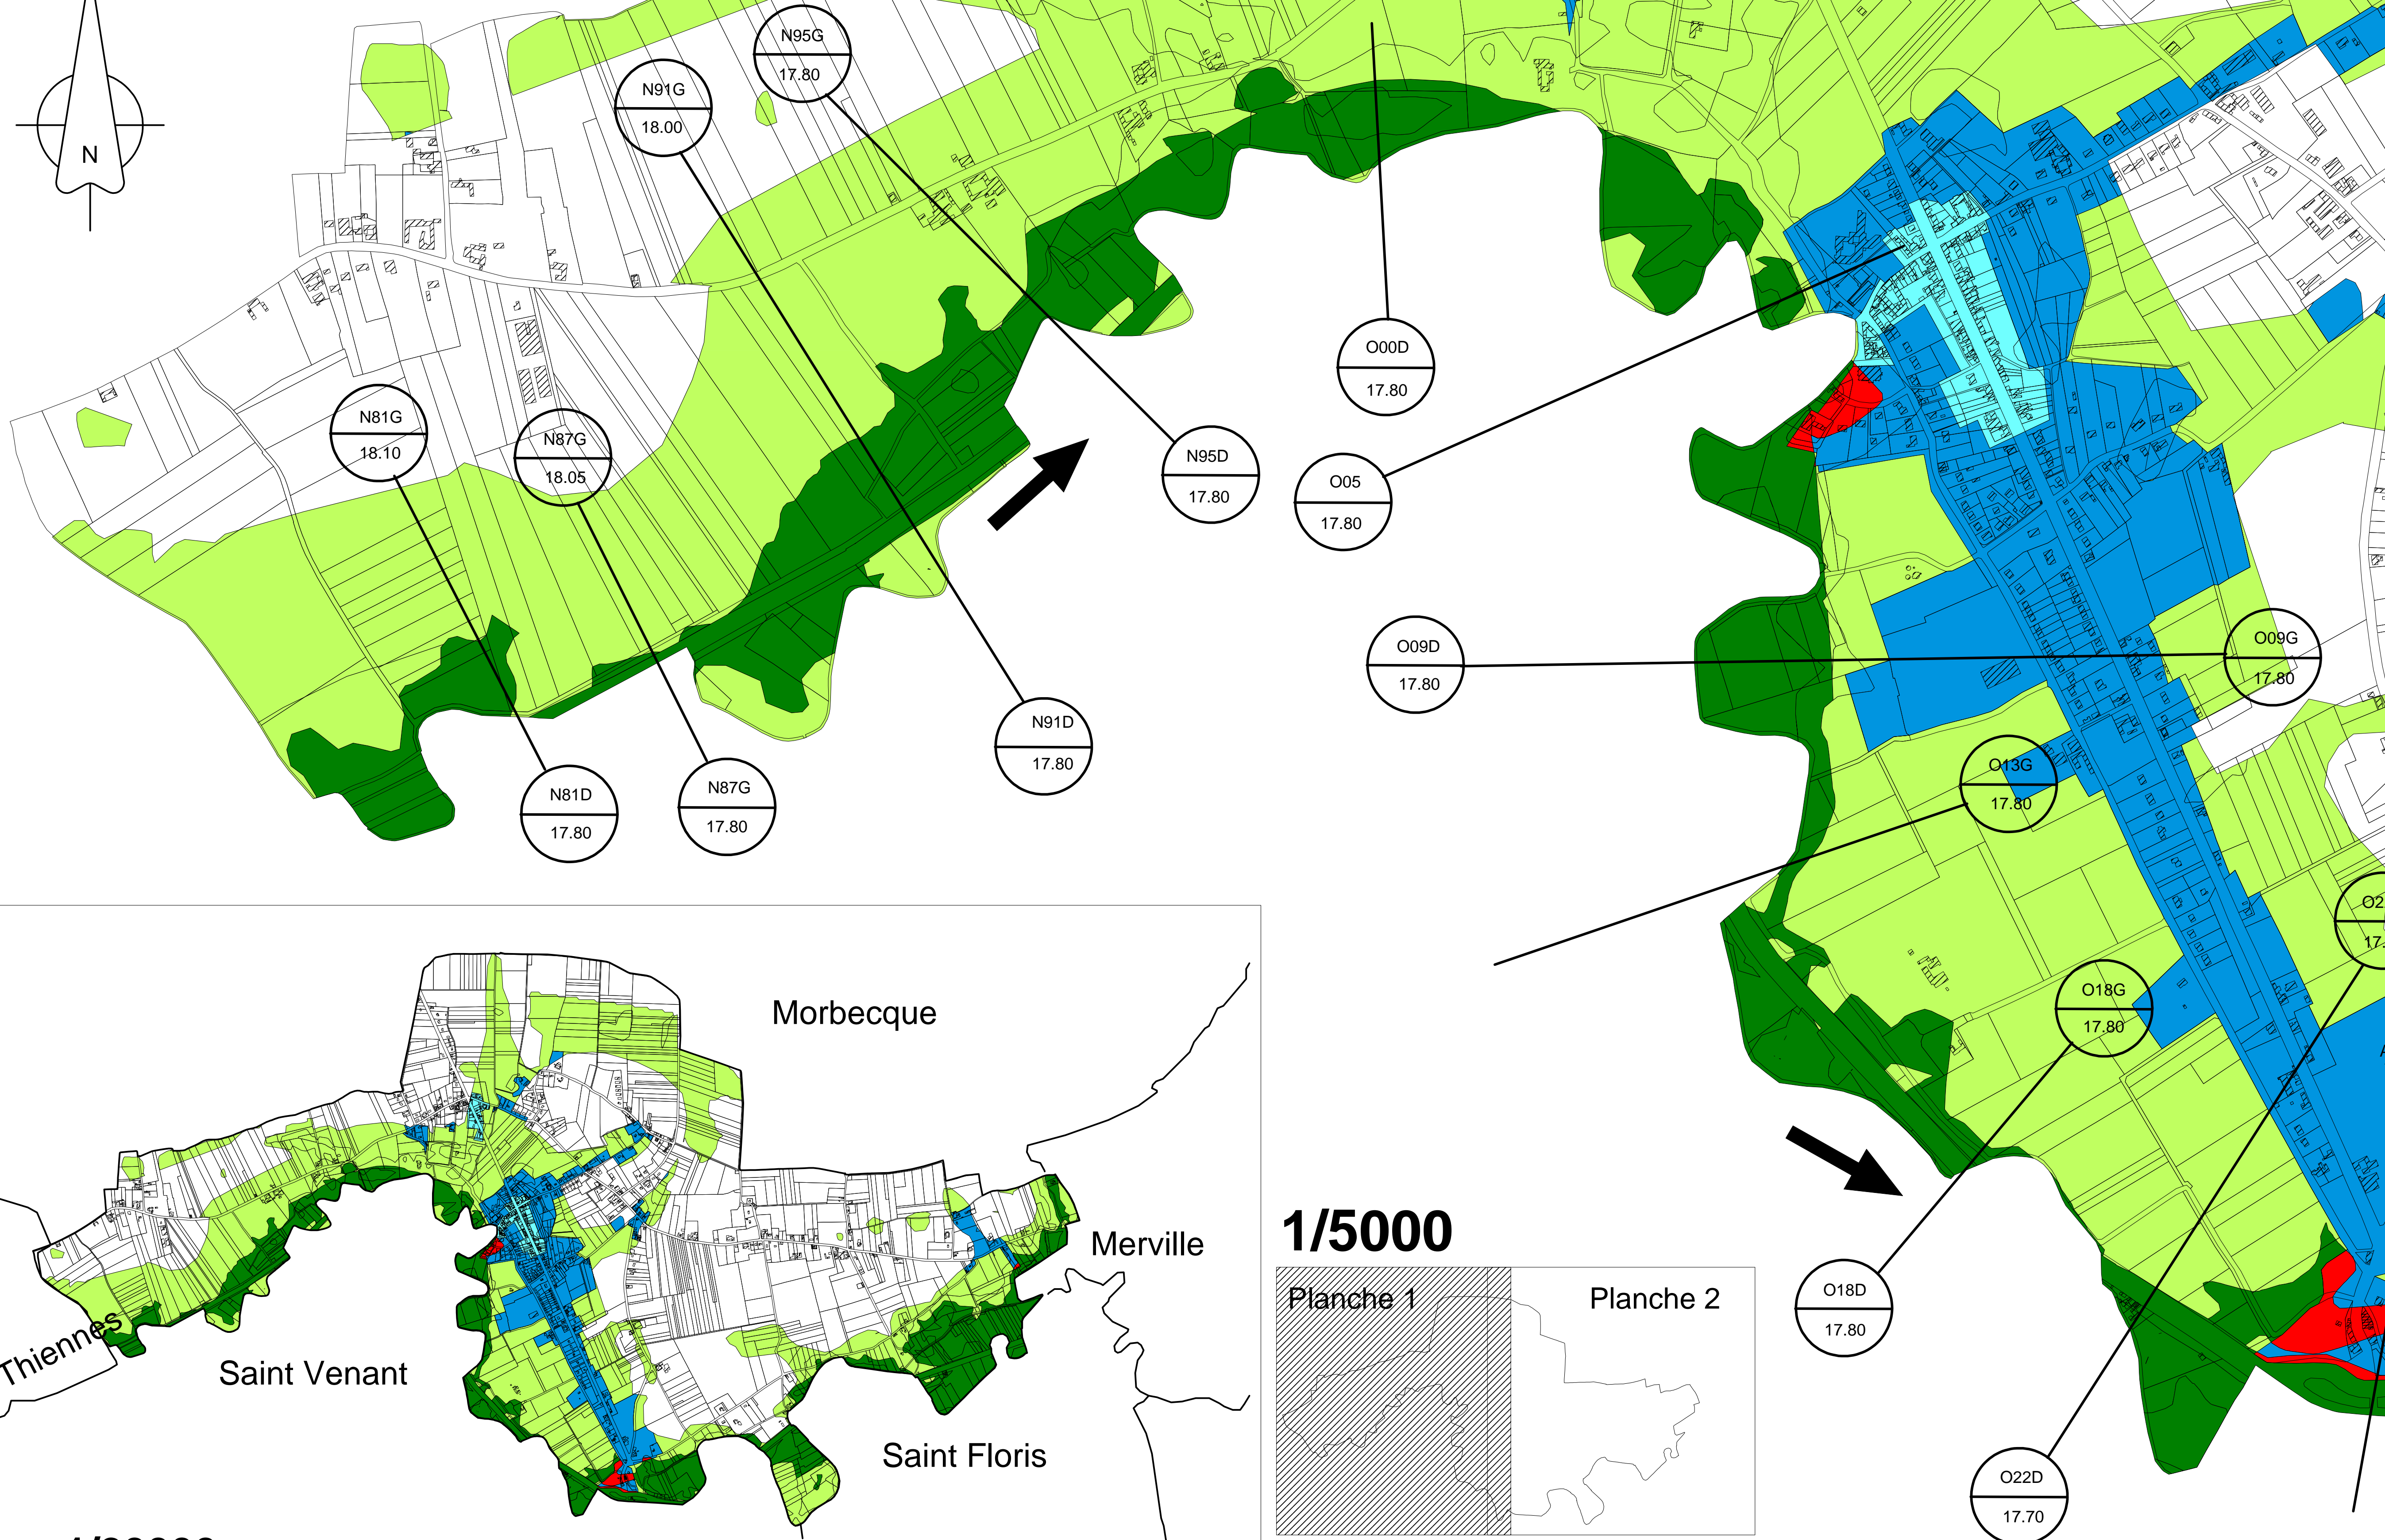 N
N95G
17.80
N91G
18.00
N81G
18.10
N87G
18.05
O00D
17.80
N95D
17.80
O05
17.80
O09D
17.80
O09G
17.80
N91D
17.80
N81D
17.80
N87G
17.80
O13G
17.80
O18G
17.80
Morbecque
Merville
Thiennes
Saint Venant
Saint Floris
1/5000
Planche 1
Planche 2
O18D
17.80
O22D
17.70